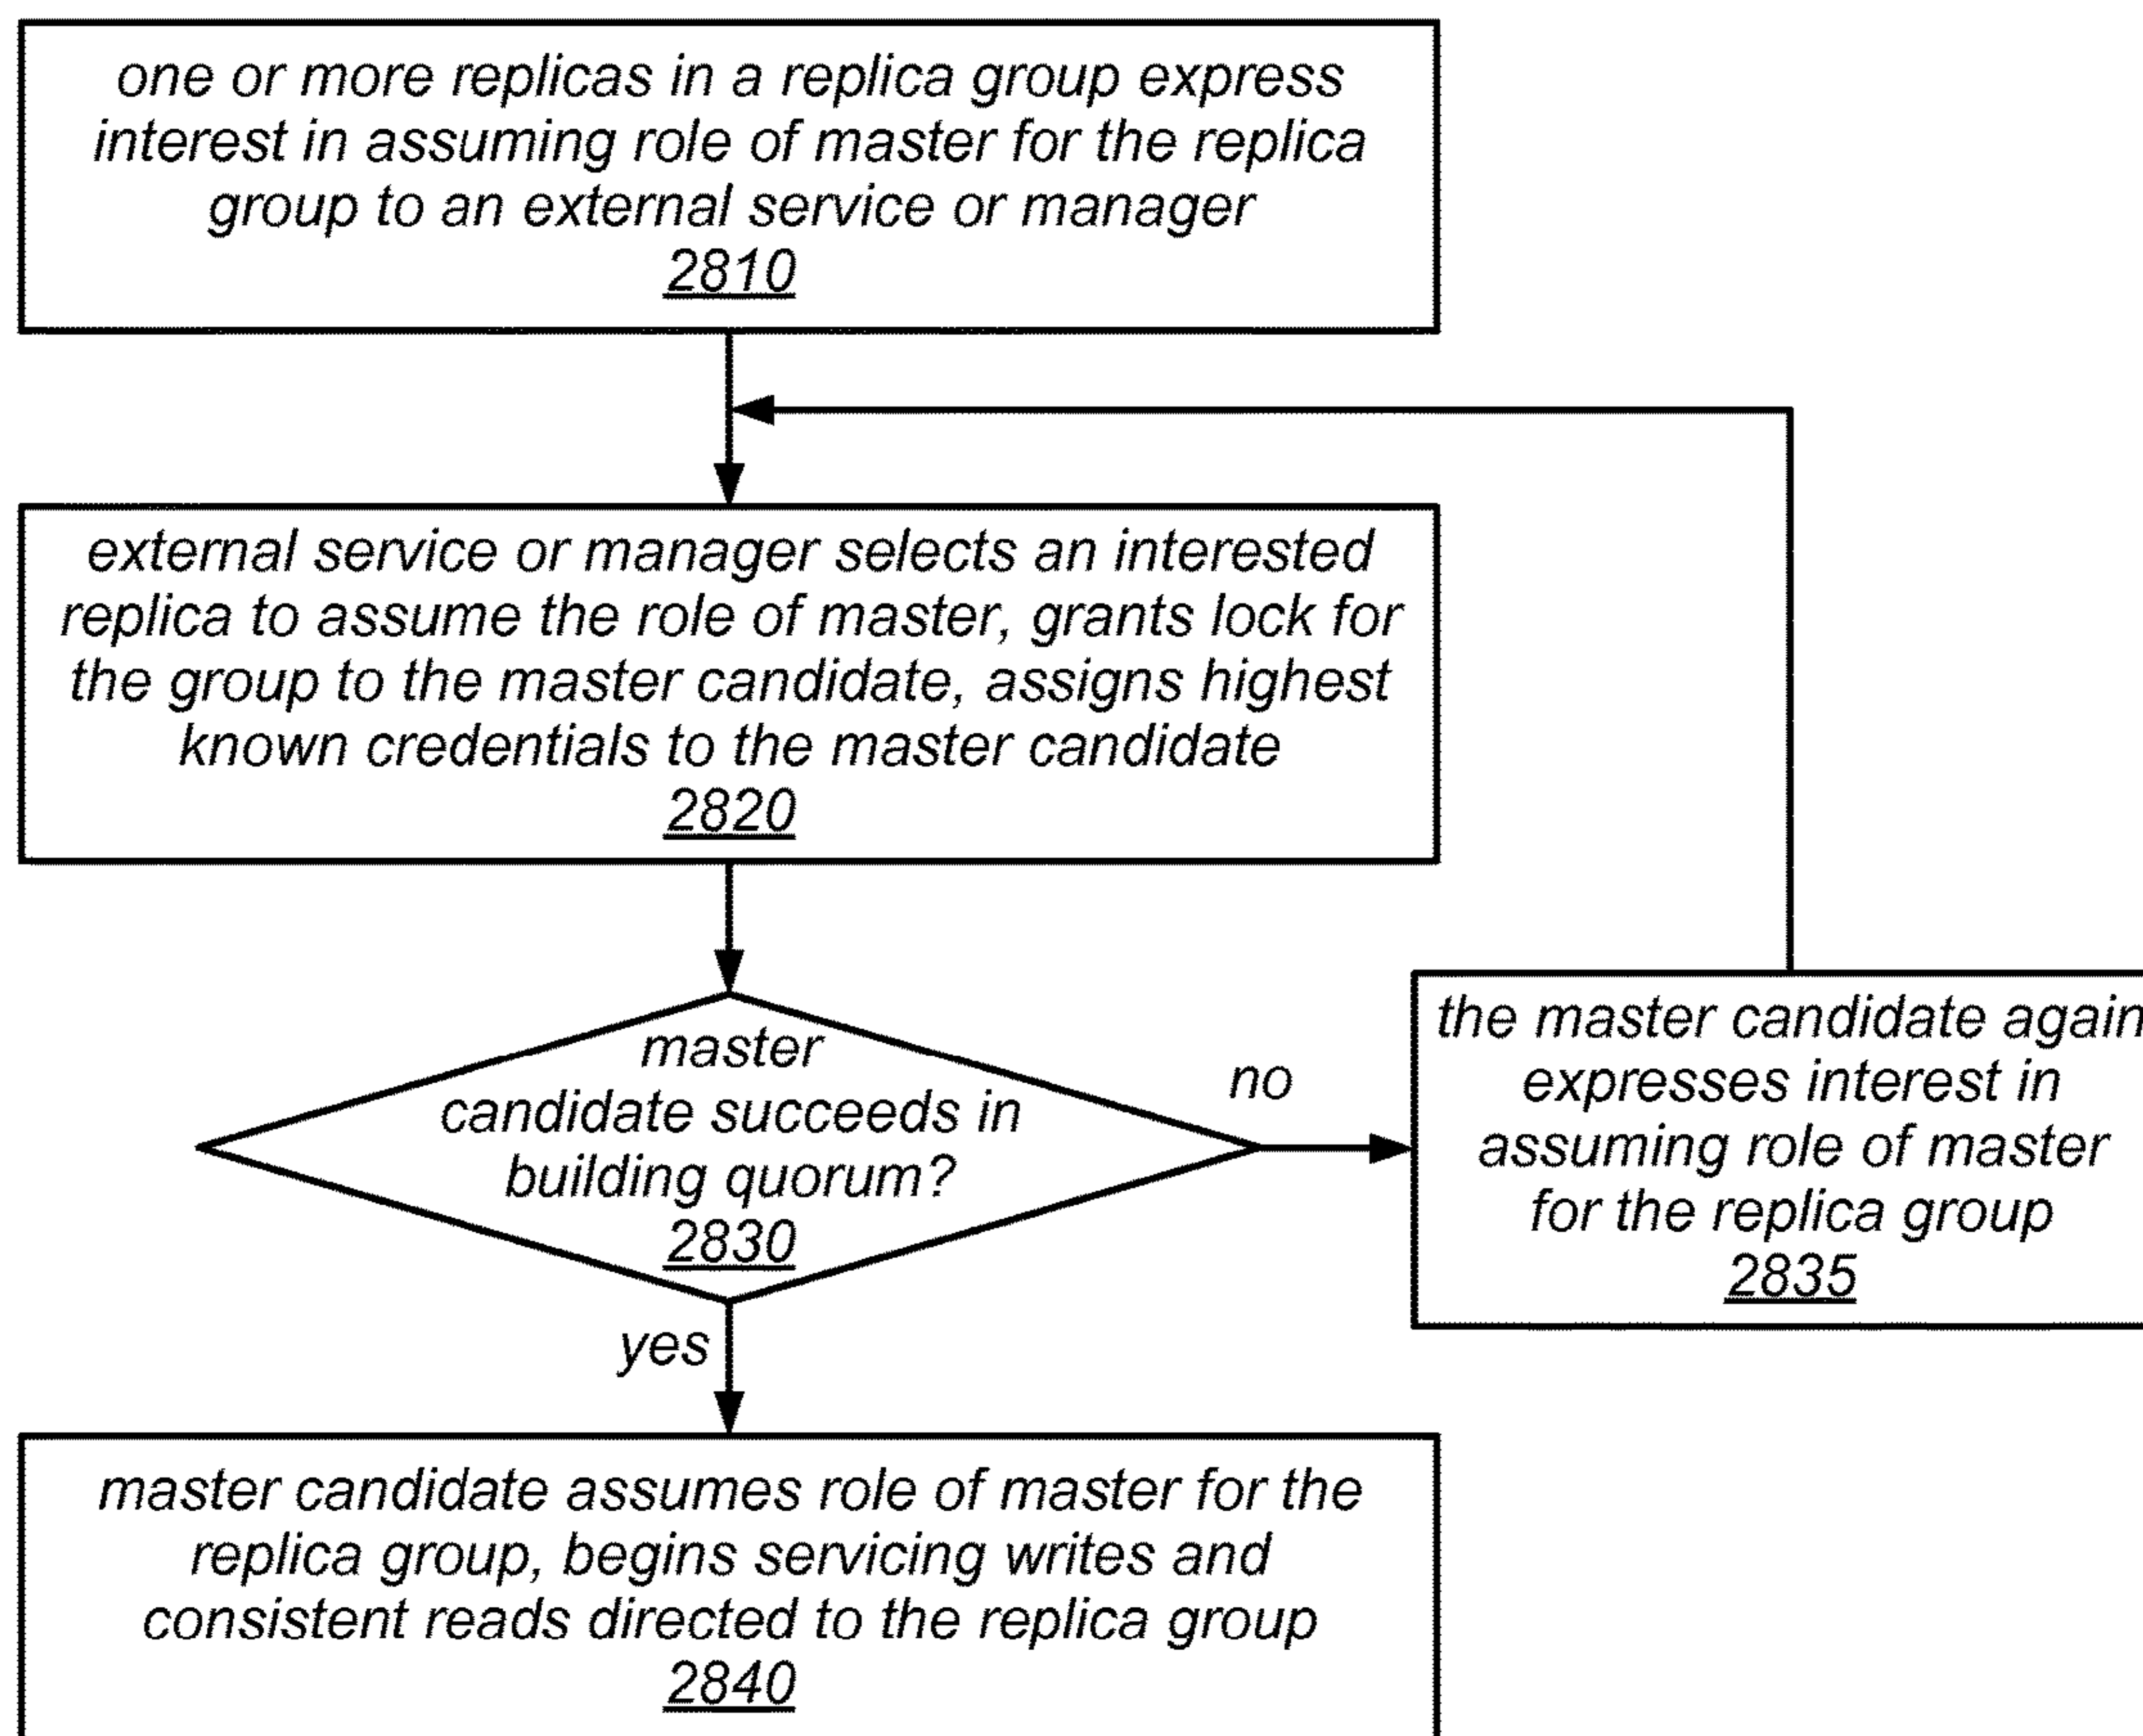 one or more replicas in a replica group express
interest in assuming role of master for the replica
group to an external service or manager
2810
external service or manager selects an interested
replica to assume the role of master, grants lock for
the group to the master candidate, assigns highest
known credentials to the master candidate
2820
master
candidate succeeds in
building quorum?
2830
no
the master candidate again
expresses interest in
assuming role of master
for the replica group
2835
yes
master candidate assumes role of master for the
replica group, begins servicing writes and
consistent reads directed to the replica group
2840